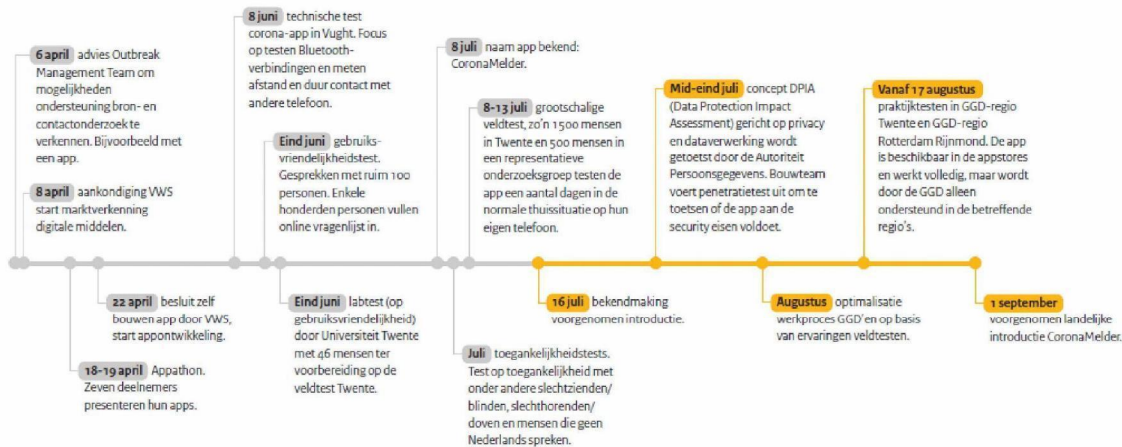 6 april advies Outbreak
Management Team om
mogelijkheden
ondersteuning bron- en
contactonderzoek te
verkennen. Bijvoorbeeld met
een app.
8 april aankondiging VWS
start marktverkenning
digitale middelen.
18-19 april Appathon.
Zeven deelnemers
presenteren hun apps.
22 april besluit zelf
bouwen app door VWS,
start appontwikkeling.
8 juni technische test
corona-app in Vught. Focus
op testen Bluetooth-
verbindingen en meten
afstand en duur contact met
andere telefoon.
Eind juni gebruiks-
vriendelijkheidstest.
Gesprekken met ruim 100
personen. Enkele
honderden personen vullen
online vragenlijst in.
Eind juni labtest (op
gebruiksvriendelijkheid)
door Universiteit Twente
met 46 mensen ter
voorbereiding op de
veldtest Twente.
8 juli naam app bekend:
CoronaMelder.
Juli toegankelijkheidstests.
Test op toegankelijkheid met
onder andere slechtzienden/
blinden, slechthorenden/
doven en mensen die geen
Nederlands spreken.
8-13 juli grootschalige
veldtest, zo'n 1500 mensen
in Twente en 500 mensen in
een representatieve
onderzoeksgroep testen de
app een aantal dagen in de
normale thuissituatie op hun
eigen telefoon.
16 juli bekendmaking
voorgenomen introductie.
Mid-eind juli concept DPIA
(Data Protection Impact
Assessment) gericht op privacy
en dataverwerking wordt
getoetst door de Autoriteit
Persoonsgegevens. Bouwteam
voert penetratietest uit om te
toetsen of de app aan de
security eisen voldoet.
Augustus optimalisatie
werkproces GGD'en op basis
van ervaringen veldtesten.
Vanaf 17 augustus
praktijktesten in GGD-regio
Twente en GGD-regio
Rotterdam Rijnmond. De app
is beschikbaar in de appstores
en werkt volledig, maar wordt
door de GGD alleen
ondersteund in de betreffende
regio's.
1 september
voorgenomen landelijke
introductie CoronaMelder.